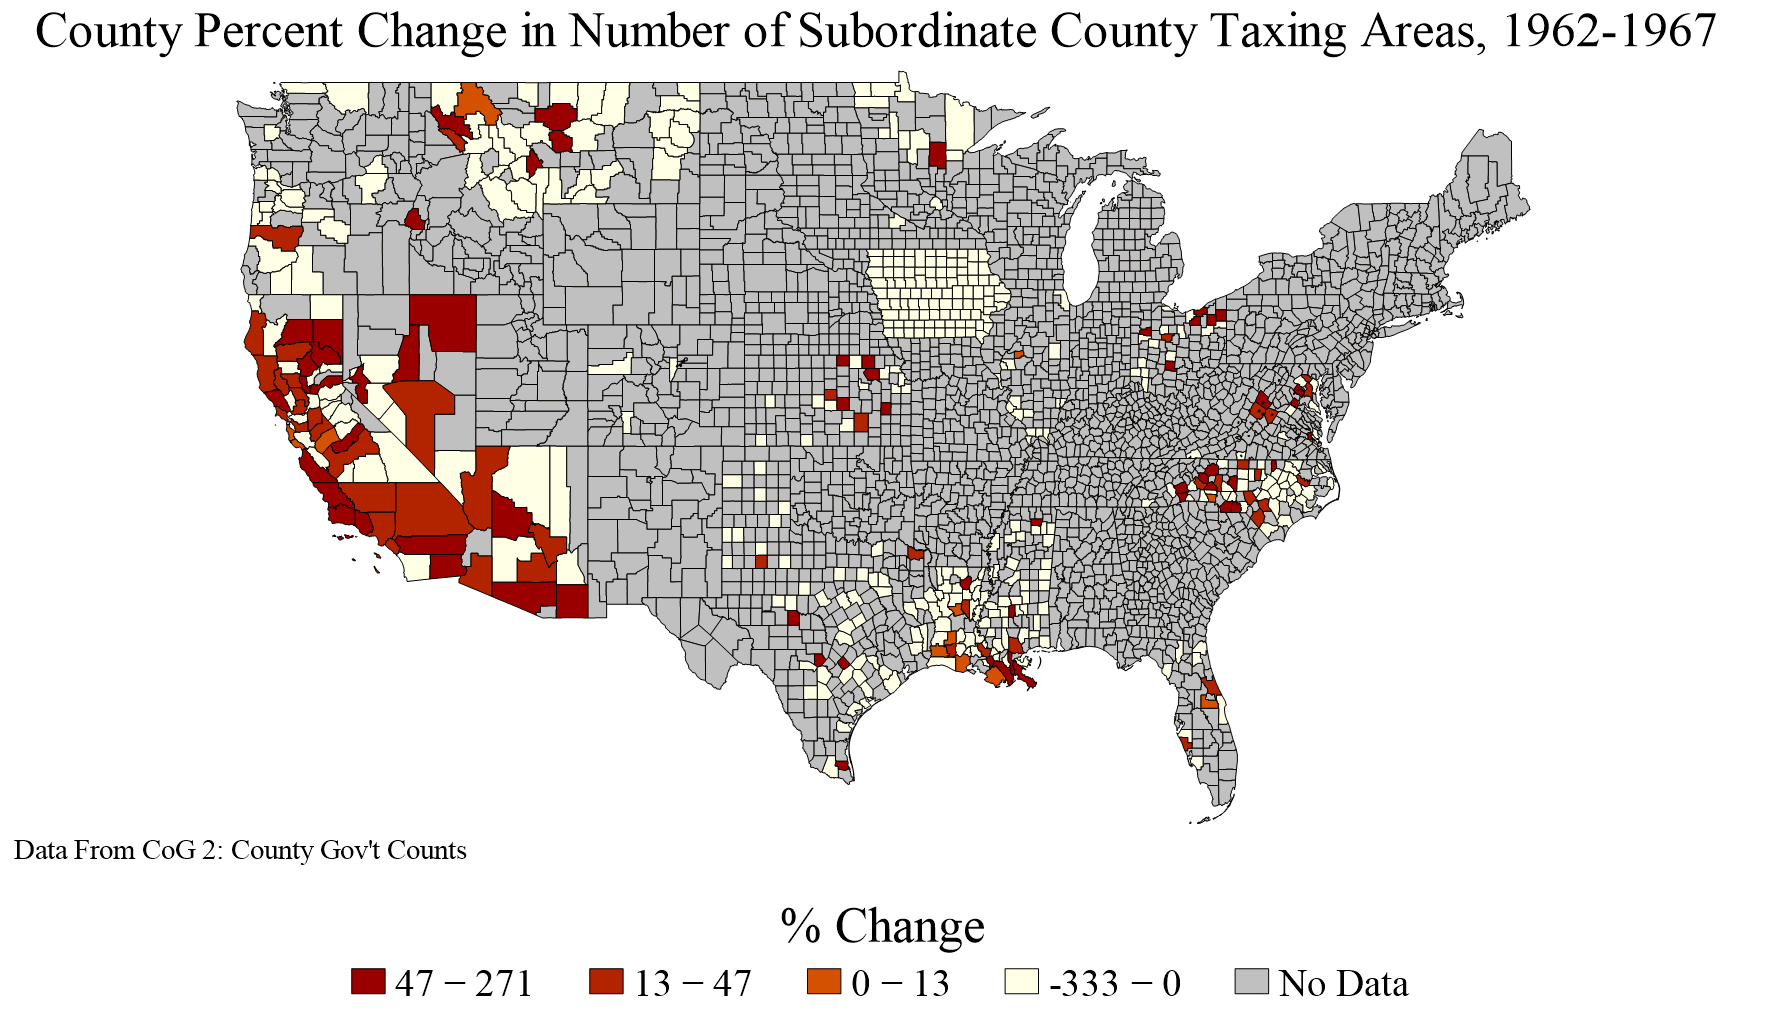 County Percent Change in Number of Subordinate County Taxing Areas, 1962-1967
Data From CoG 2: County Gov't Counts
% Change
47 − 271
13 − 47
0 − 13
-333 − 0
No Data